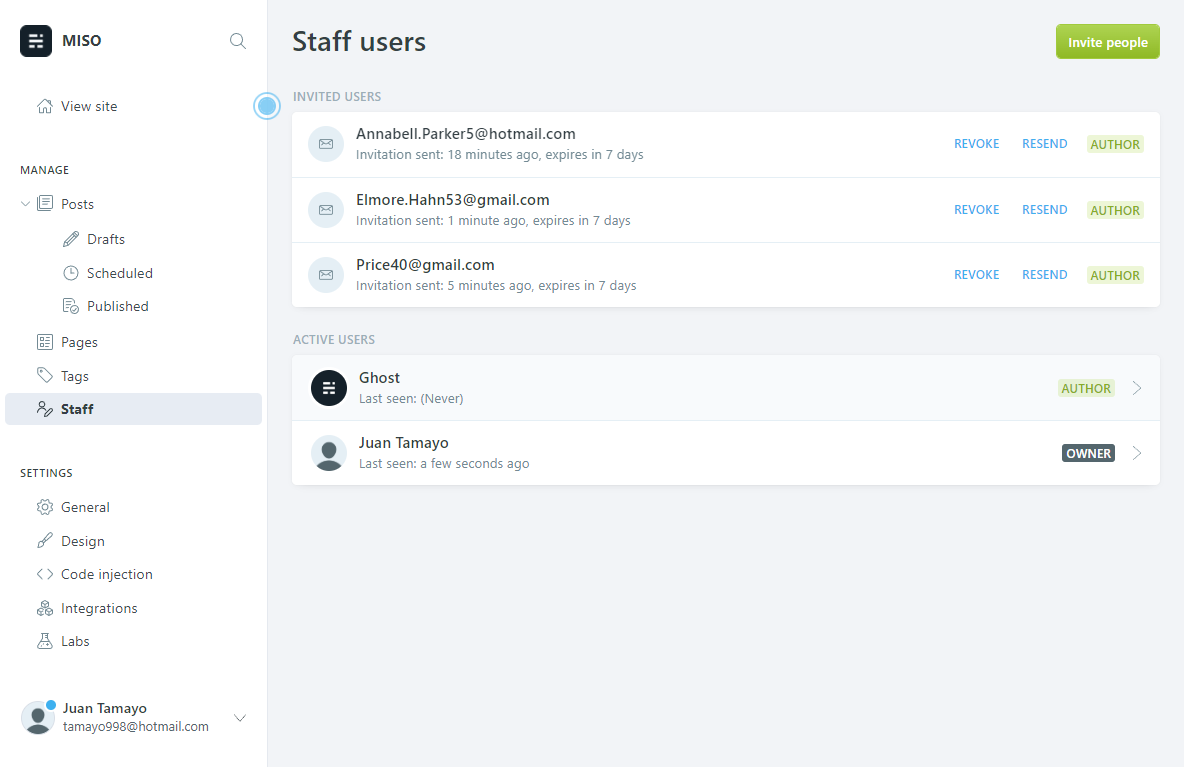 MISO
View site
MANAGE
Posts
Drafts
Scheduled
Published
Pages
Tags
Staff
SETTINGS
General
Design
Code injection
Integrations
Labs
Juan Tamayo
tamayo998@hotmail.com
Staff users
Invite people
INVITED USERS
Annabell.Parker5@hotmail.com
Invitation sent: 18 minutes ago, expires in 7 days
REVOKE RESEND AUTHOR
Elmore.Hahn53@gmail.com
Invitation sent: 1 minute ago, expires in 7 days
REVOKE RESEND AUTHOR
Price40@gmail.com
Invitation sent: 5 minutes ago, expires in 7 days
REVOKE RESEND AUTHOR
ACTIVE USERS
Ghost
Last seen: (Never)
AUTHOR
Juan Tamayo
Last seen: a few seconds ago
OWNER